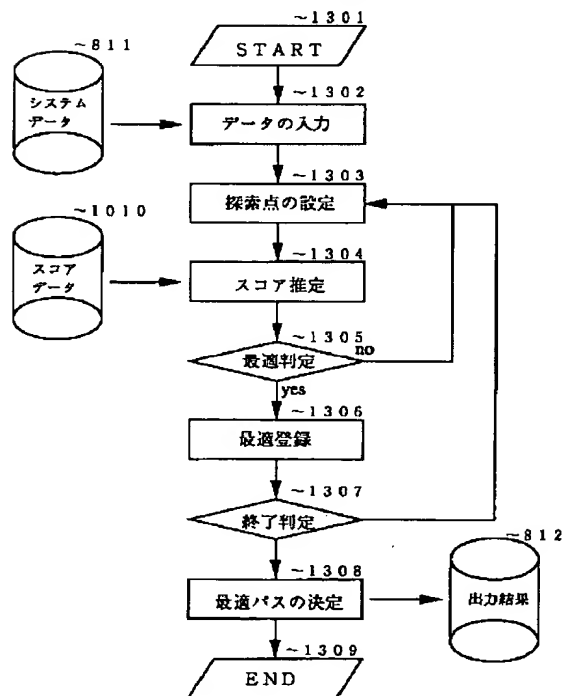 ~1301
START
~811
システム
データ
~1302
データの入力
~1303
探索点の設定
~1010
スコア
データ
~1304
スコア推定
~1305
最適判定
no
yes
~1306
最適登録
~1307
終了判定
~812
出力結果
~1308
最適パスの決定
~1309
END